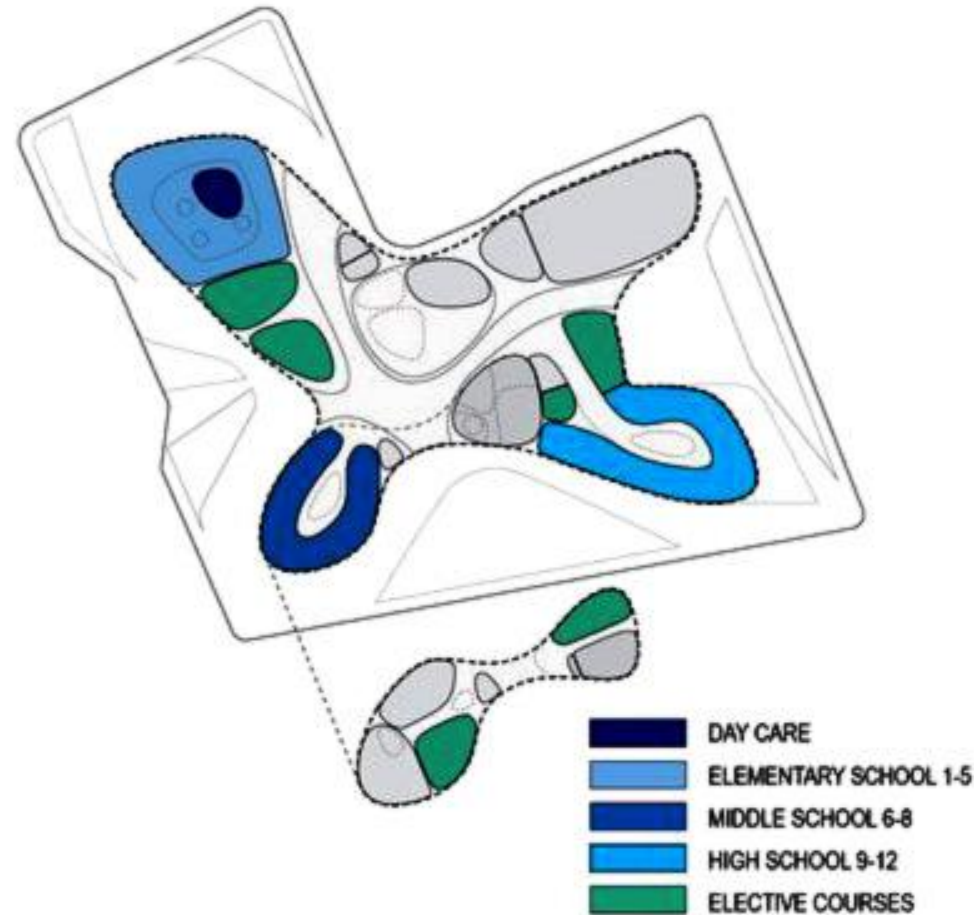 DAY CARE
ELEMENTARY SCHOOL 1-5
MIDDLE SCHOOL 6-8
HIGH SCHOOL 9-12
ELECTIVE COURSES